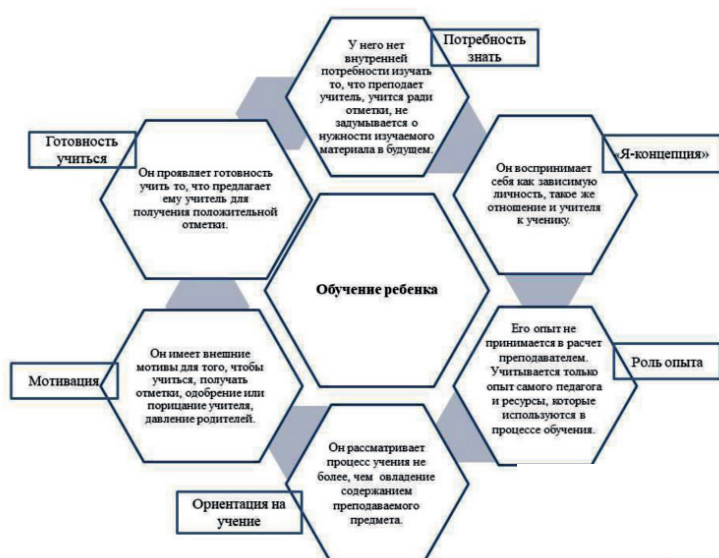 У него нет
внутренней
потребности изучать
то, что преподает
учитель, учится ради
отметки, не
задумывается о
нужности изучаемого
материала в будущем.
Потребность
знать
Он воспринимает
себя как зависимую
личность, такое же
отношение и учителя
к ученику.
«Я-концепция»
Его опыт не
принимается в расчет
преподавателем.
Учитывается только
опыт самого педагога
и ресурсы, которые
используются в
процессе обучения.
Роль опыта
Он рассматривает
процесс учения не
более, чем овладение
содержанием
преподаваемого
предмета.
Ориентация на
учение
Он имеет внешние
мотивы для того, чтобы
учиться, получать
отметки, одобрение или
порицание учителя,
давление родителей.
Мотивация
Он проявляет готовность
учить то, что предлагает
ему учитель для
получения положительной
отметки.
Готовность
учиться
Обучение ребенка